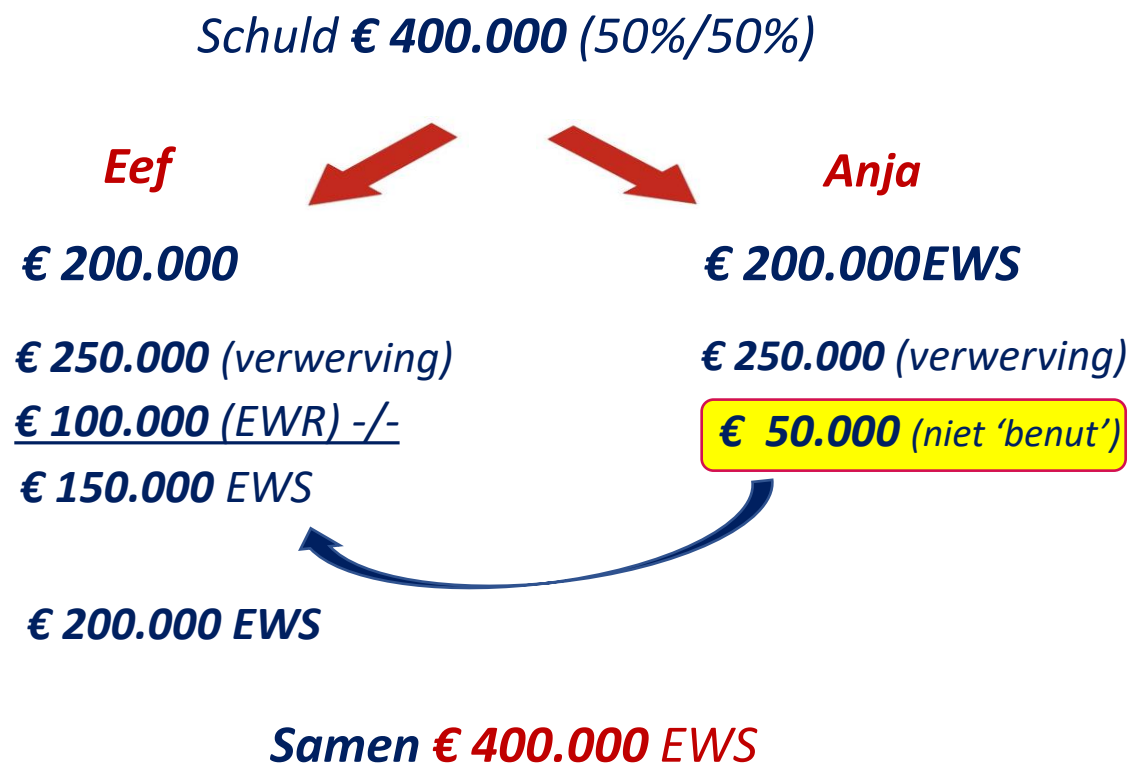 Schuld € 400.000 (50%/50%)
Eef
Anja
€ 200.000
€ 200.000EWS
€ 250.000 (verwerving)
€ 250.000 (verwerving)
€ 100.000 (EWR) -/-
€ 50.000 (niet ‘benut’)
€ 150.000 EWS
€ 200.000 EWS
Samen € 400.000 EWS